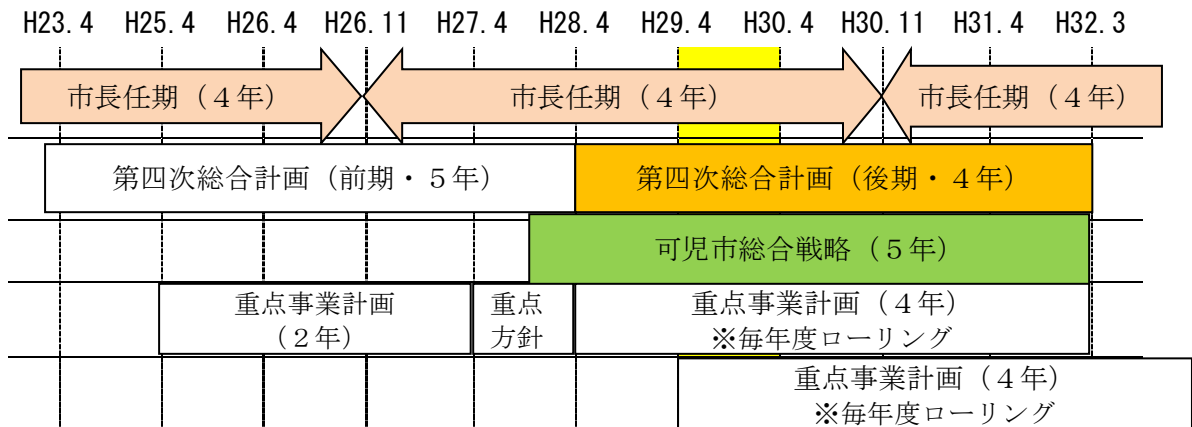 H23.4 H25.4 H26.4 H26.11 H27.4 H28.4 H29.4 H30.4 H30.11 H31.4 H32.3
市長任期（４年） 市長任期（４年） 市長任期（４年）
第四次総合計画（前期・５年） 第四次総合計画（後期・４年）
可児市総合戦略（５年）
重点事業計画
（２年）
重点
方針
重点事業計画（４年）
※毎年度ローリング
重点事業計画（４年）
※毎年度ローリング